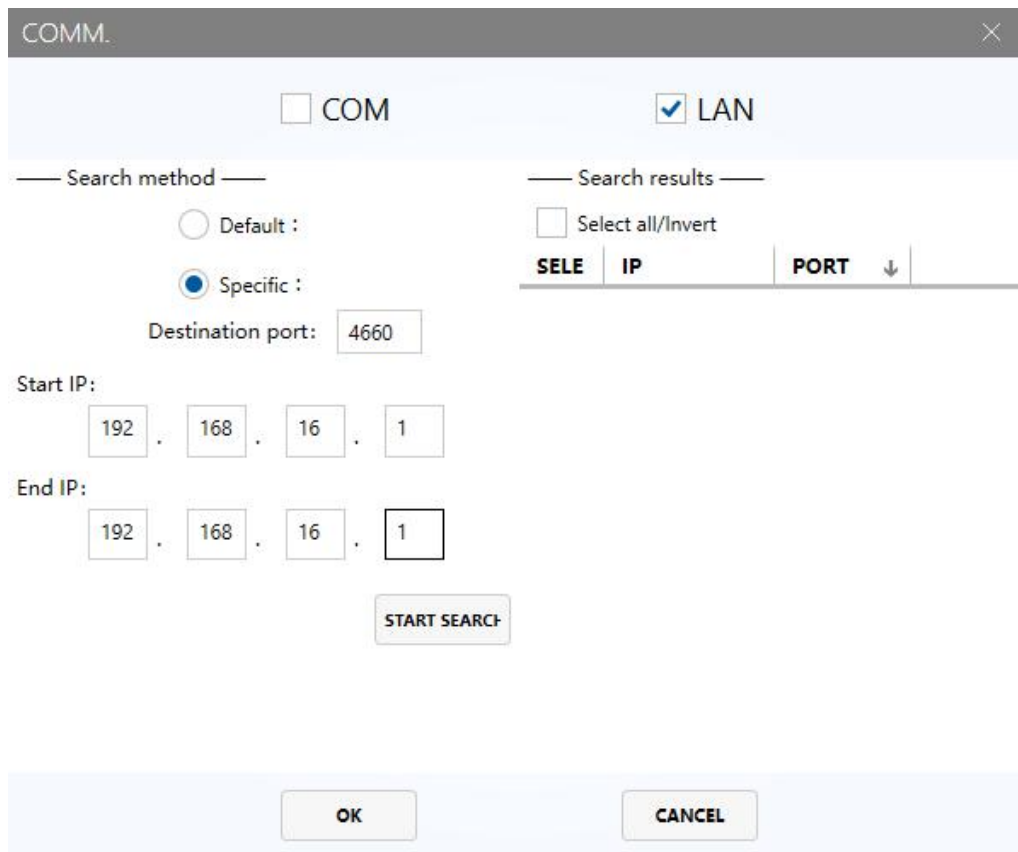 COMM.
COM
LAN
Search method
Default：
Specific：
Destination port:
4660
Start IP:
192 . 168 . 16 . 1
End IP:
192 . 168 . 16 . 1
START SEARCH
Search results
Select all/Invert
SELE IP PORT ↓
OK
CANCEL